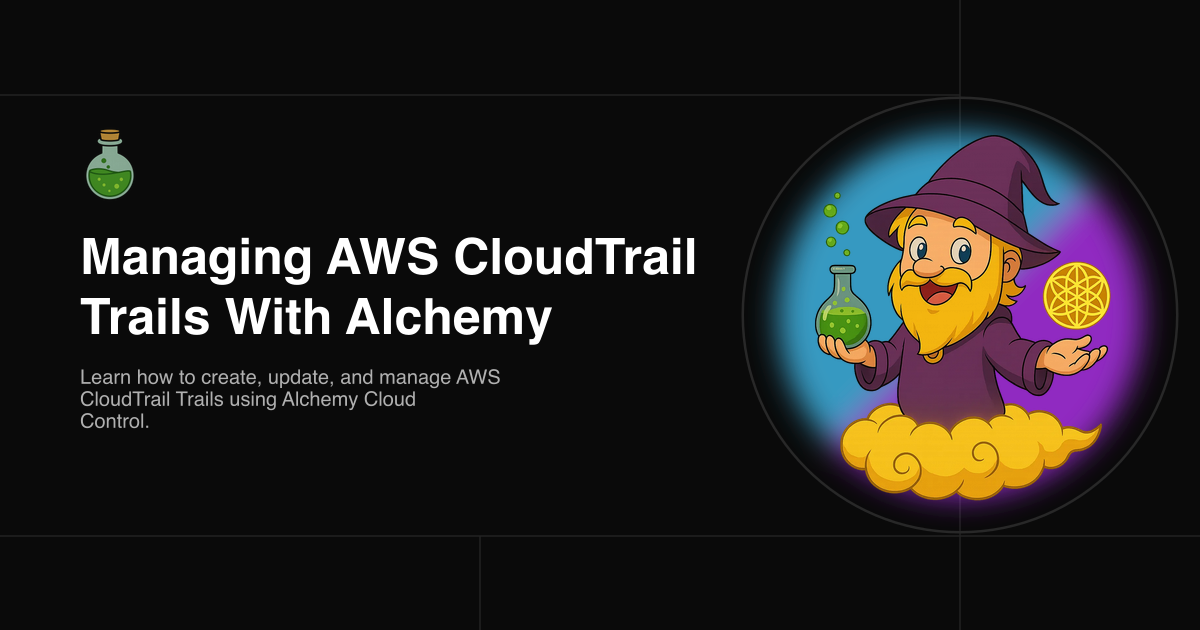 Managing AWS CloudTrail
Trails With Alchemy
Learn how to create, update, and manage AWS
CloudTrail Trails using Alchemy Cloud
Control.